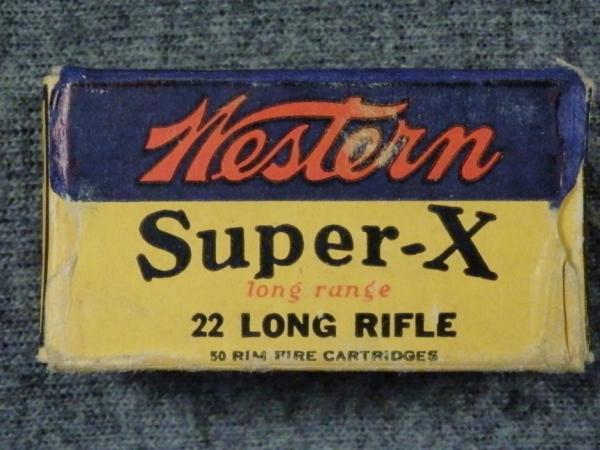 Western
Super-X
long range
22 LONG RIFLE
50 RIM FIRE CARTRIDGES